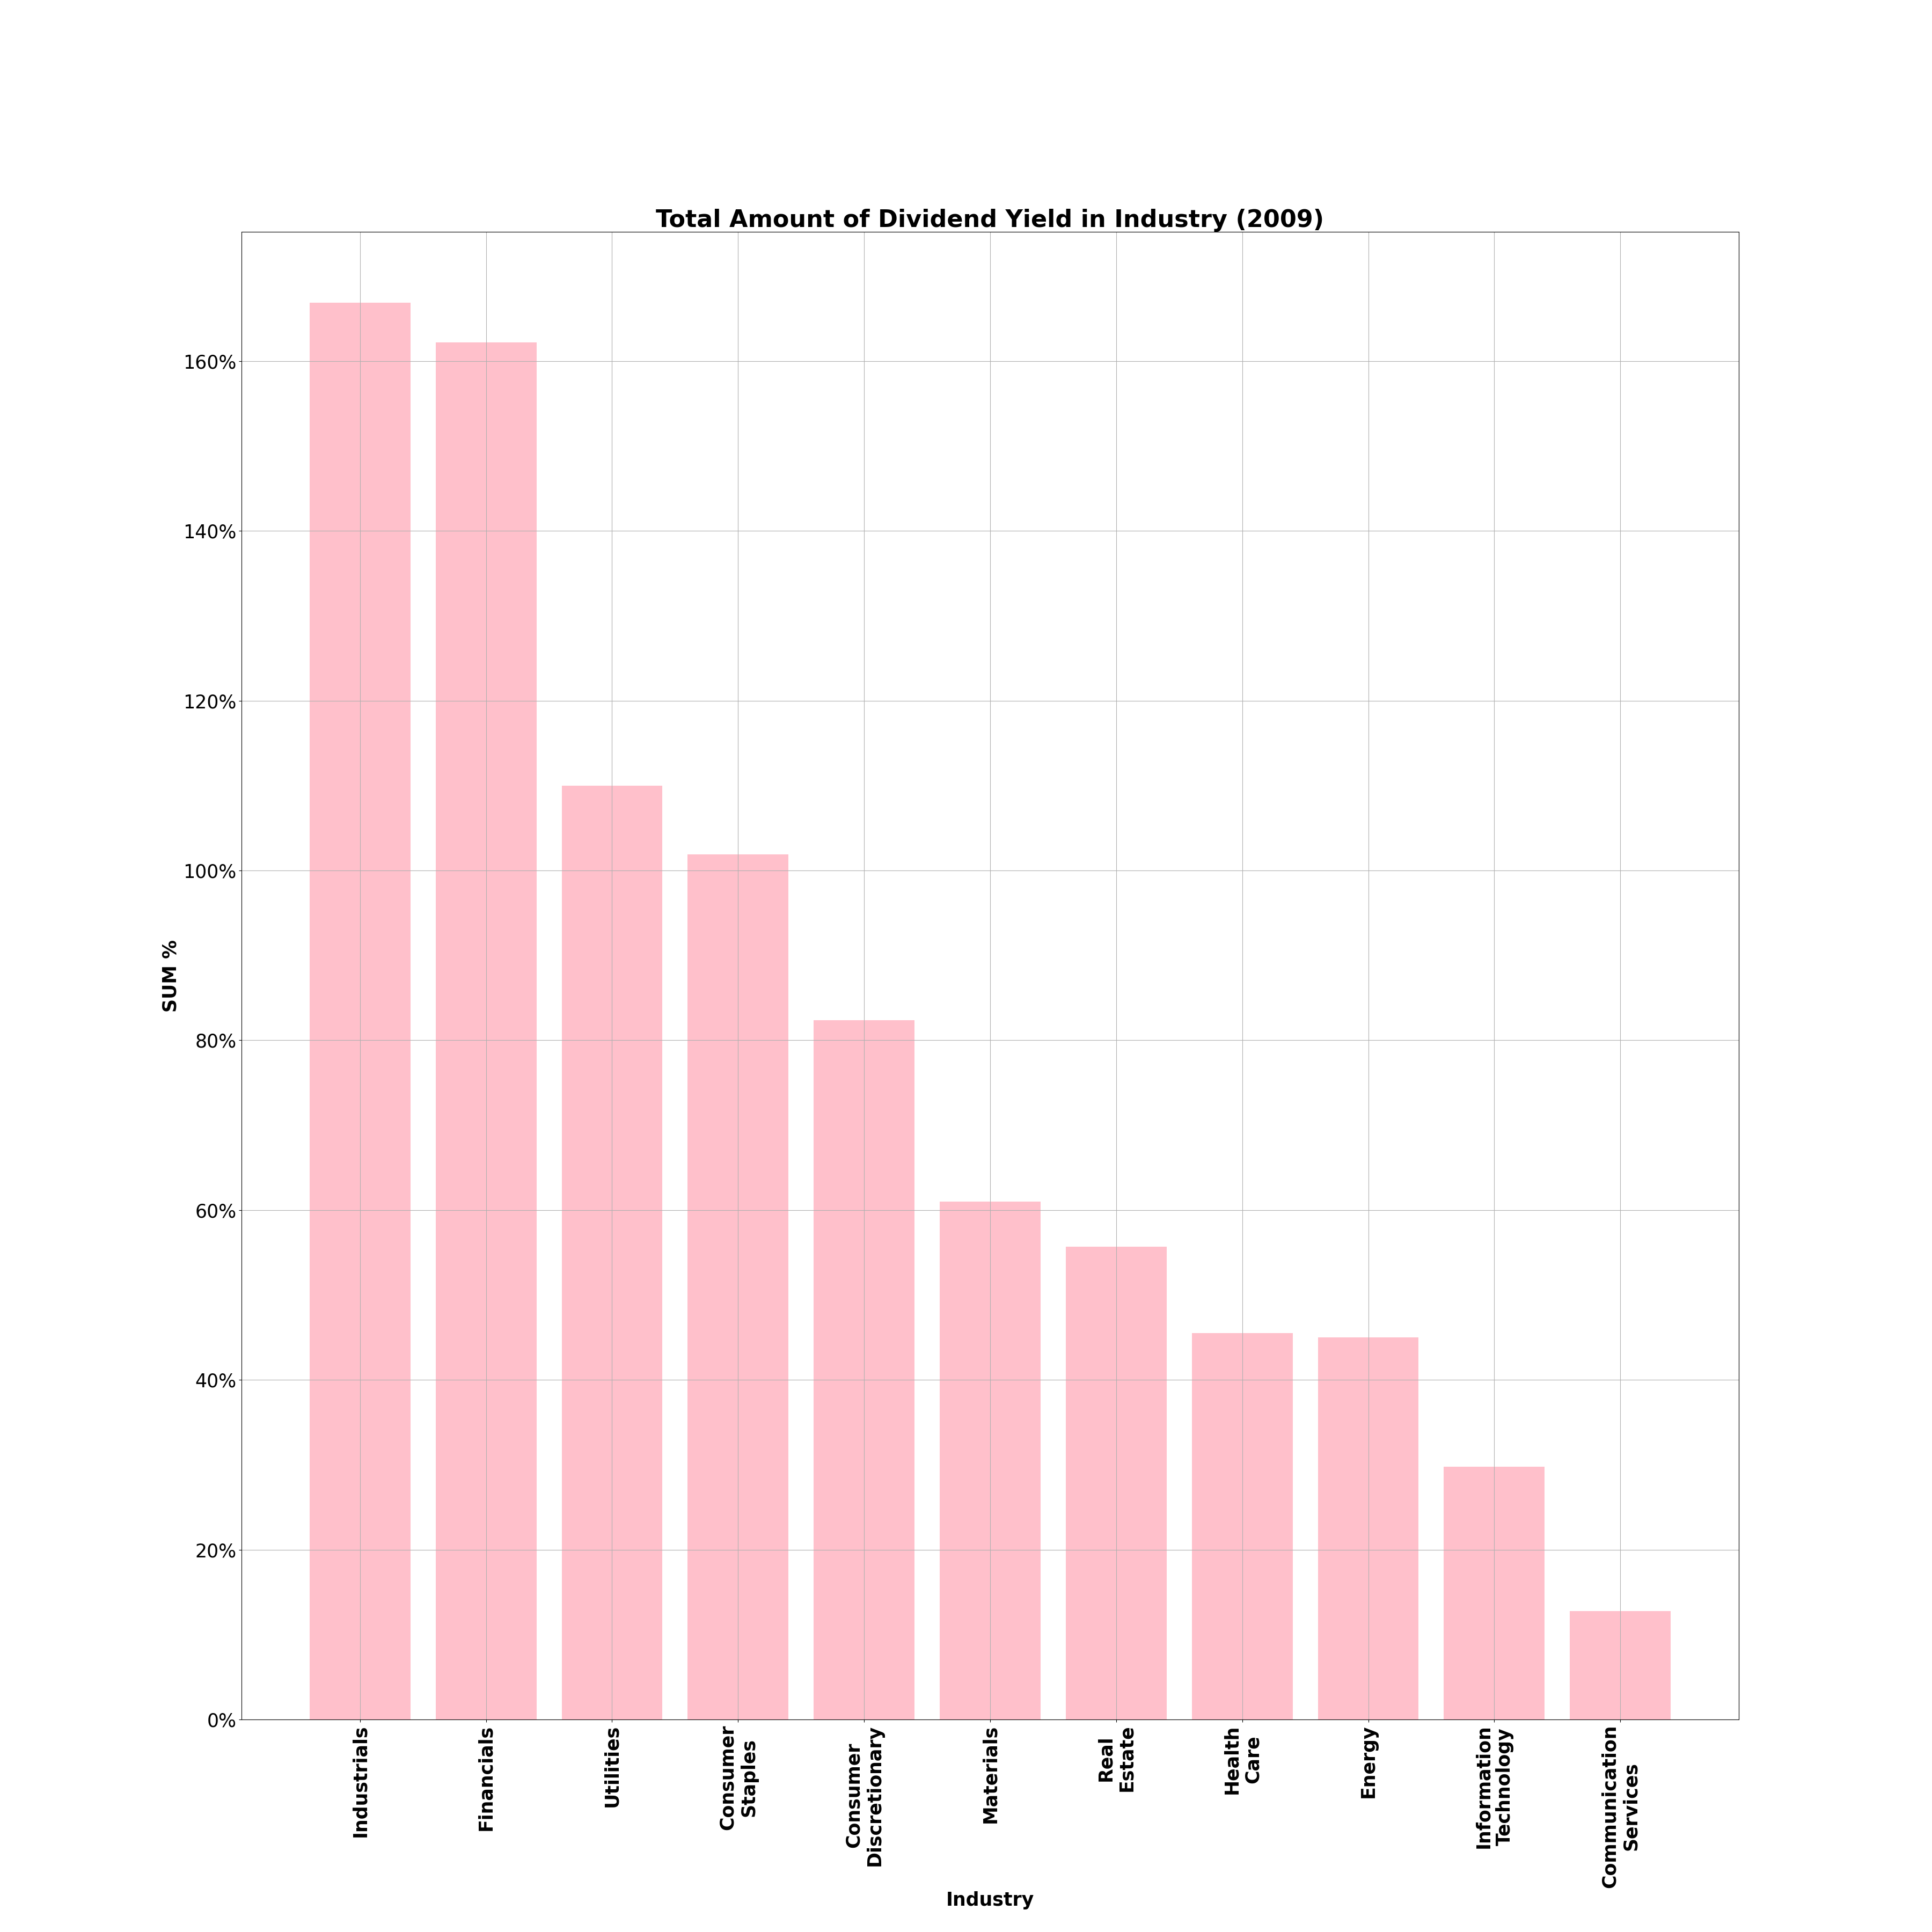 Total Amount of Dividend Yield in Industry (2009)
160%
140%
120%
100%
80%
60%
40%
20%
0%
SUM %
Industrials
Financials
Utilities
Consumer
Staples
Consumer
Discretionary
Materials
Real
Estate
Health
Care
Energy
Information
Technology
Communication
Services
Industry